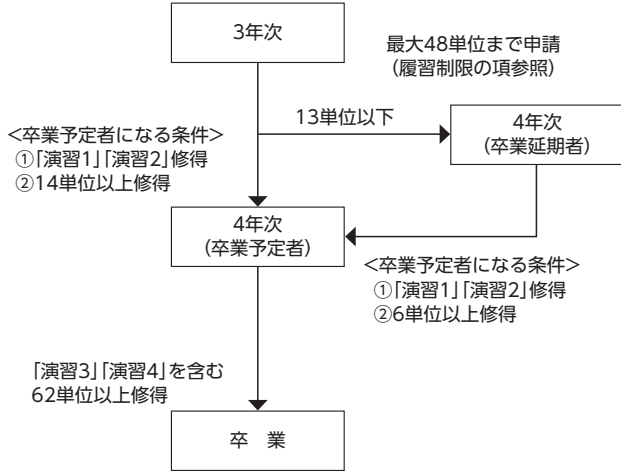 3年次
最大48単位まで申請
(履習制限の項参照)
13単位以下
<卒業予定者になる条件>
①「演習1」「演習2」修得
②14単位以上修得
4年次
(卒業延期者)
4年次
(卒業予定者)
<卒業予定者になる条件>
①「演習1」「演習2」修得
②6単位以上修得
「演習3」「演習4」を含む
62単位以上修得
卒　業